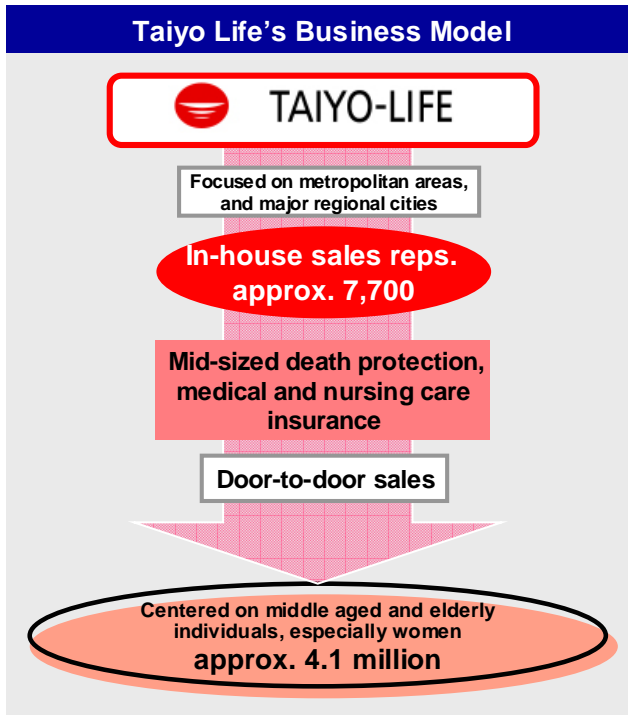 Taiyo Life's Business Model
TAIYO-LIFE
Focused on metropolitan areas,
and major regional cities
In-house sales reps.
approx. 7,700
Mid-sized death protection,
medical and nursing care
insurance
Door-to-door sales
Centered on middle aged and elderly
individuals, especially women
approx. 4.1 million